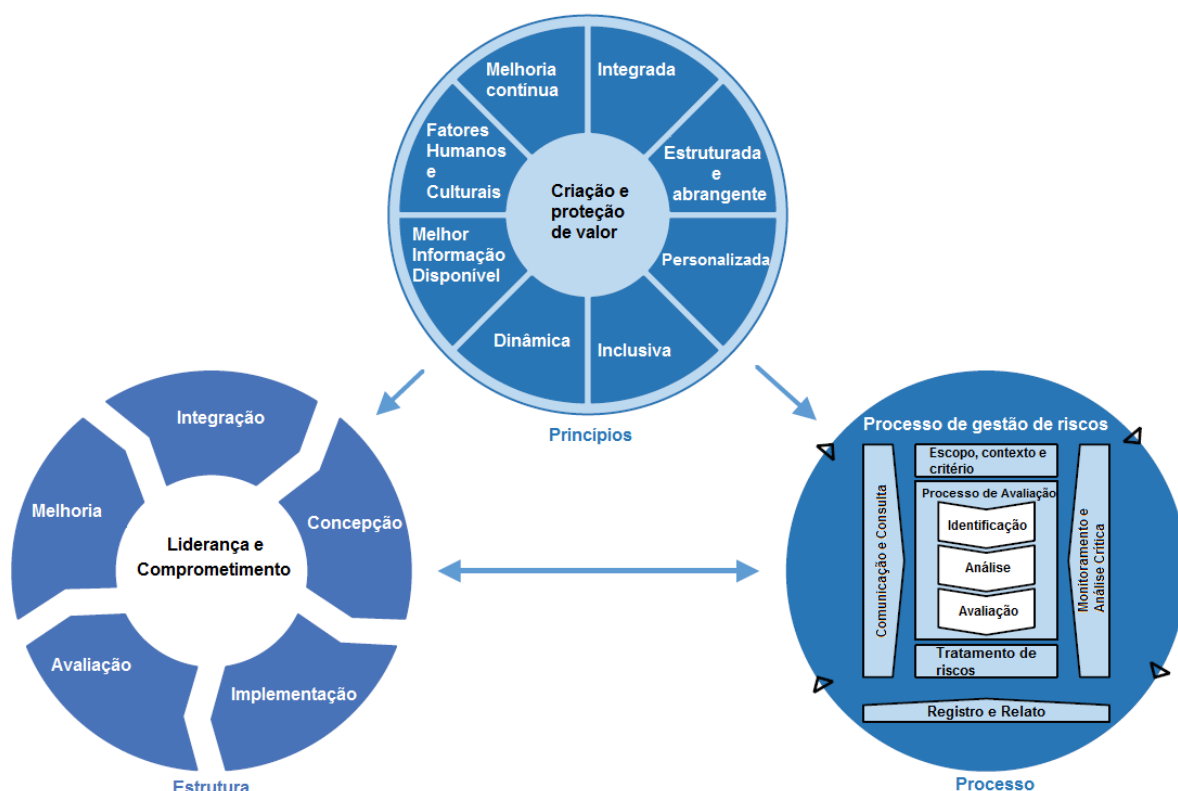 Melhoria
contínua
Integrada
Fatores
Humanos
e
Culturais
Estruturada
e
abrangente
Criação e
proteção
de valor
Melhor
Informação
Disponível
Personalizada
Dinâmica
Inclusiva
Princípios
Integração
Melhoria
Concepção
Liderança e
Comprometimento
Avaliação
Implementação
Estrutura
Processo de gestão de riscos
Escopo, contexto e
critério
Processo de Avaliação
Identificação
Análise
Avaliação
Comunicação e Consulta
Monitoramento e
Análise Crítica
Tratamento de
riscos
Registro e Relato
Processo